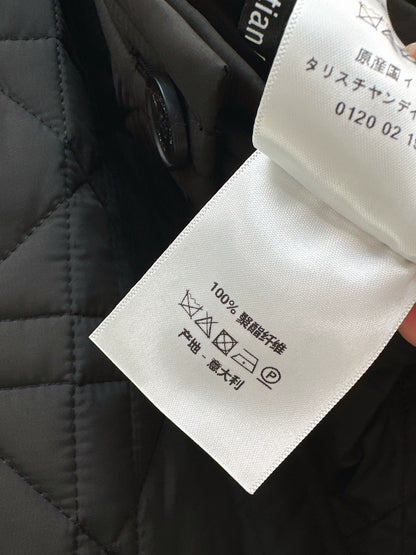 tian
原産国 イ
タリスチャンディ
0120 02 1
100% 聚酯纤维
产地 - 意大利